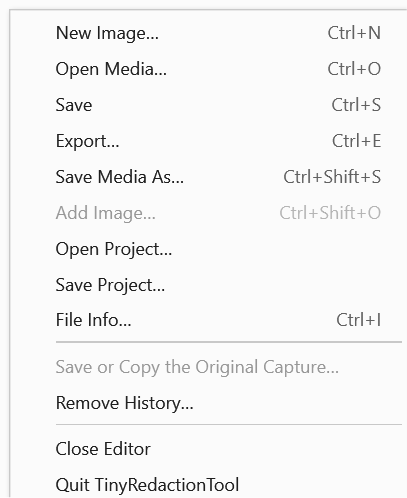 New Image... Ctrl+N
Open Media... Ctrl+O
Save Ctrl+S
Export... Ctrl+E
Save Media As... Ctrl+Shift+S
Add Image... Ctrl+Shift+O
Open Project...
Save Project...
File Info... Ctrl+I
Save or Copy the Original Capture...
Remove History...
Close Editor
Quit TinyRedactionTool